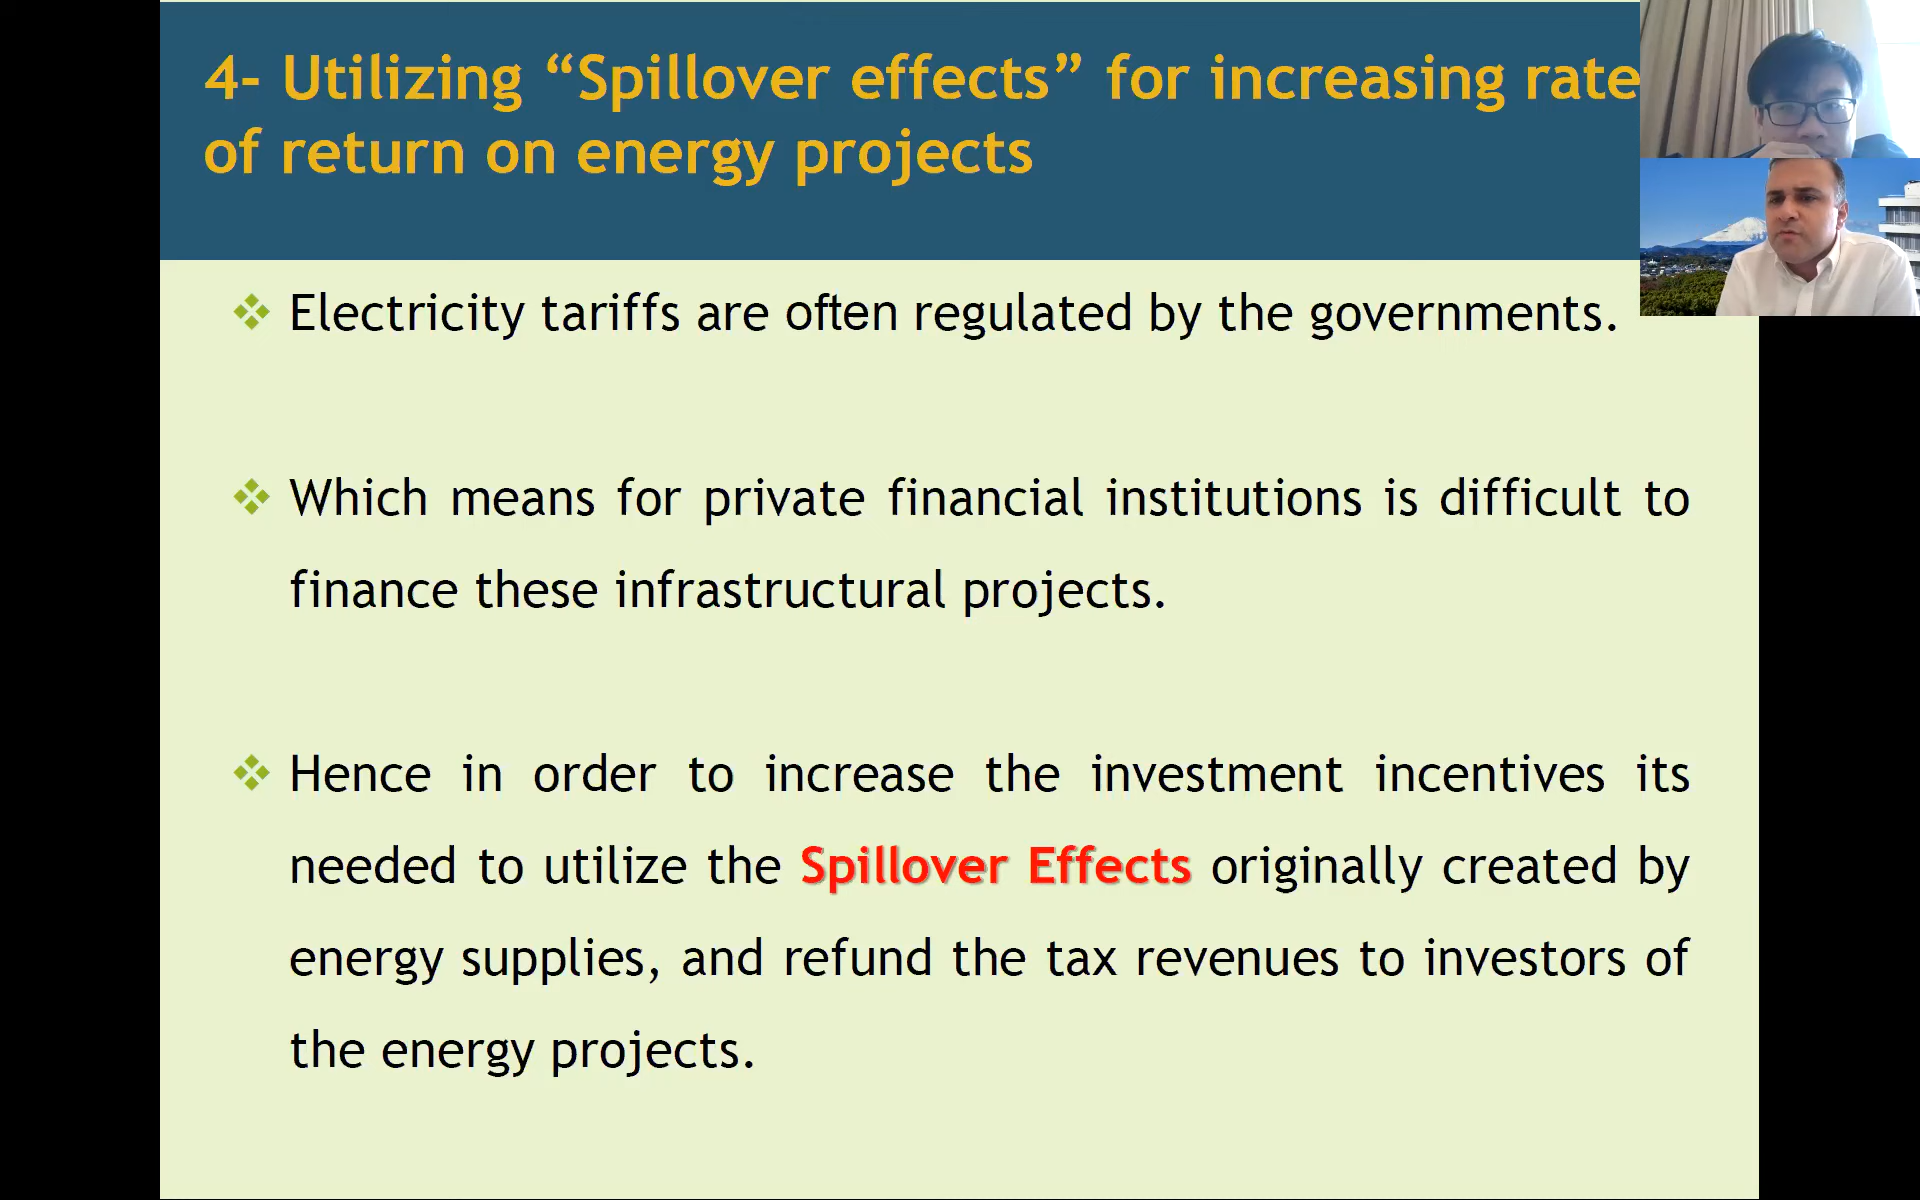 4- Utilizing “Spillover effects” for increasing rate
of return on energy projects
Electricity tariffs are often regulated by the governments.
Which means for private financial institutions is difficult to
finance these infrastructural projects.
Hence in order to increase the investment incentives its
needed to utilize the Spillover Effects originally created by
energy supplies, and refund the tax revenues to investors of
the energy projects.